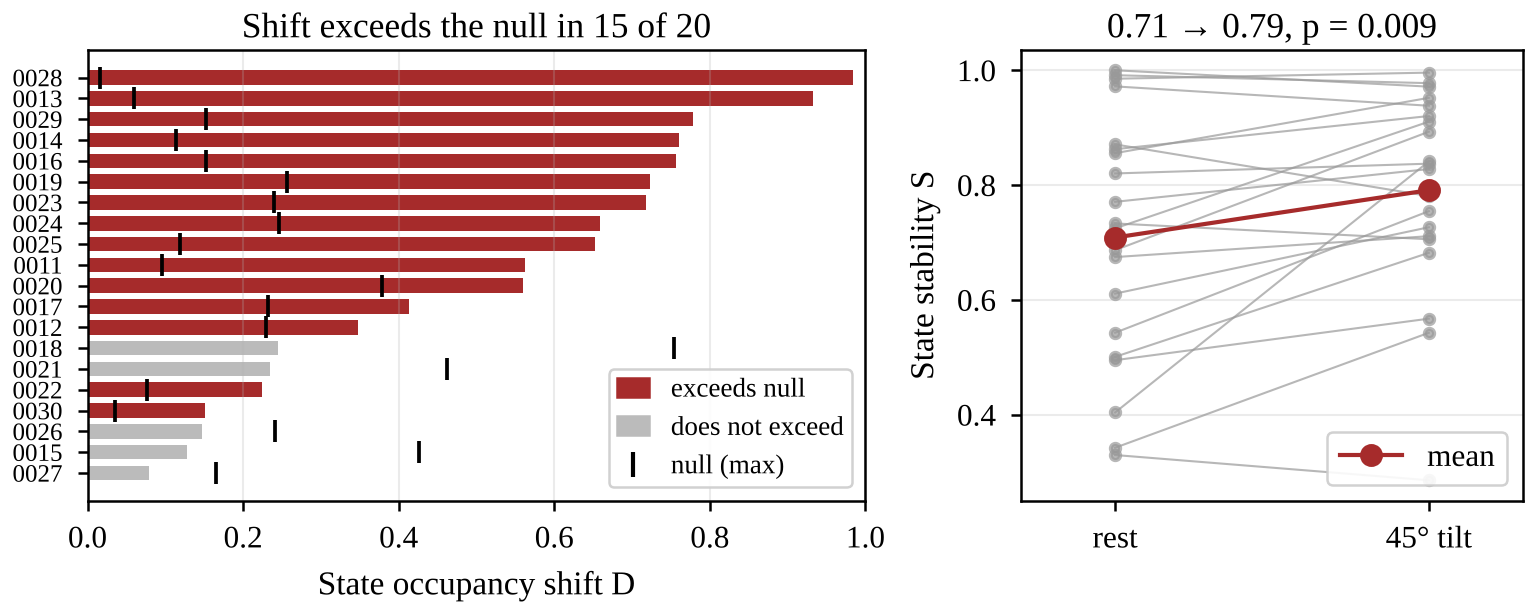 Shift exceeds the null in 15 of 20
0028
0013
0029
0014
0016
0019
0023
0024
0025
0011
0020
0017
0012
0018
0021
0022
0030
0026
0015
0027
exceeds null
does not exceed
null (max)
0.0 0.2 0.4 0.6 0.8 1.0
State occupancy shift D
0.71 → 0.79, p = 0.009
1.0
0.8
0.6
0.4
State stability S
mean
rest 45° tilt